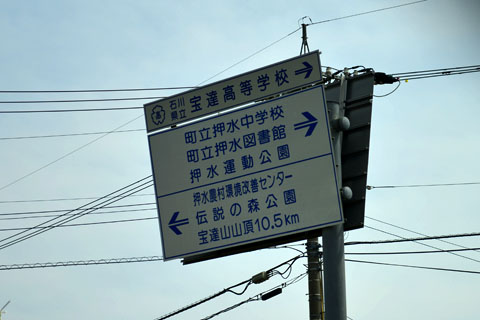 石川
県立
宝達高等学校
町立押水中学校
町立押水図書館
押水運動公園
押水農村環境改善センター
伝説の森公園
宝達山山頂10.5km